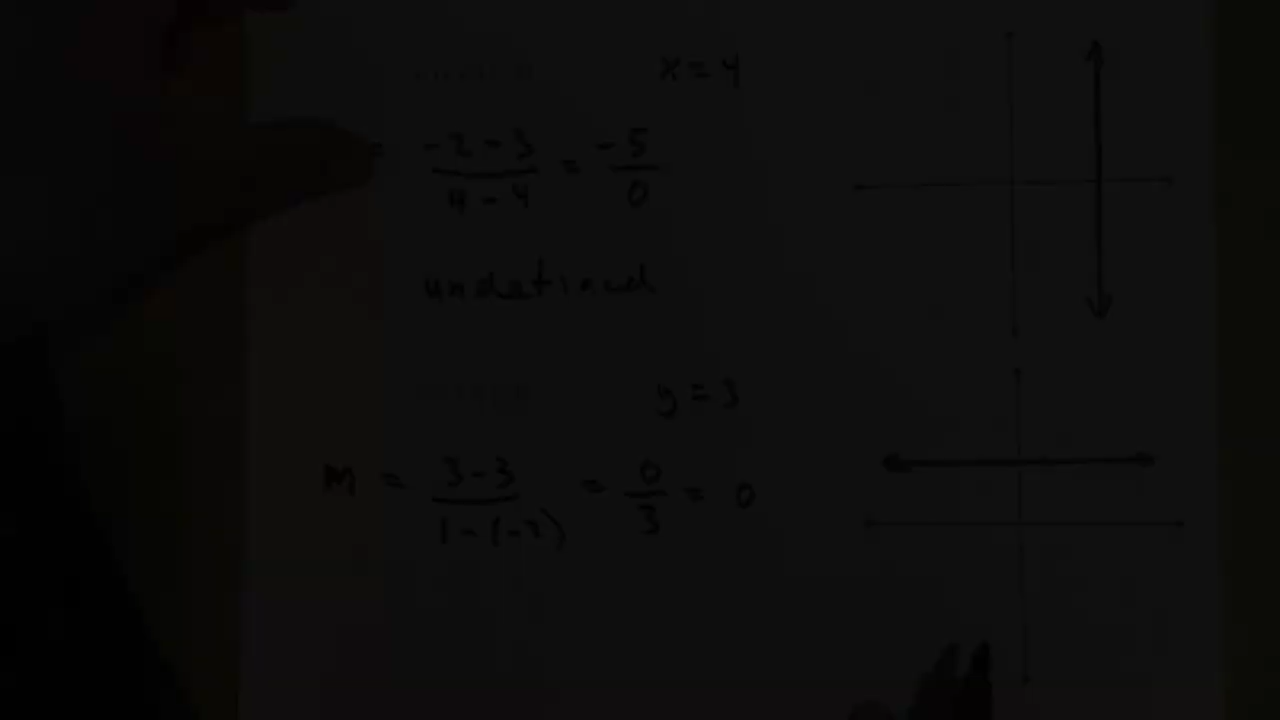 x = 4
= -2 - 3 / 4 - 4 = -5 / 0
undefined
y = 3
m = 3 - 3 / 1 - (-2) = 0 / 3 = 0